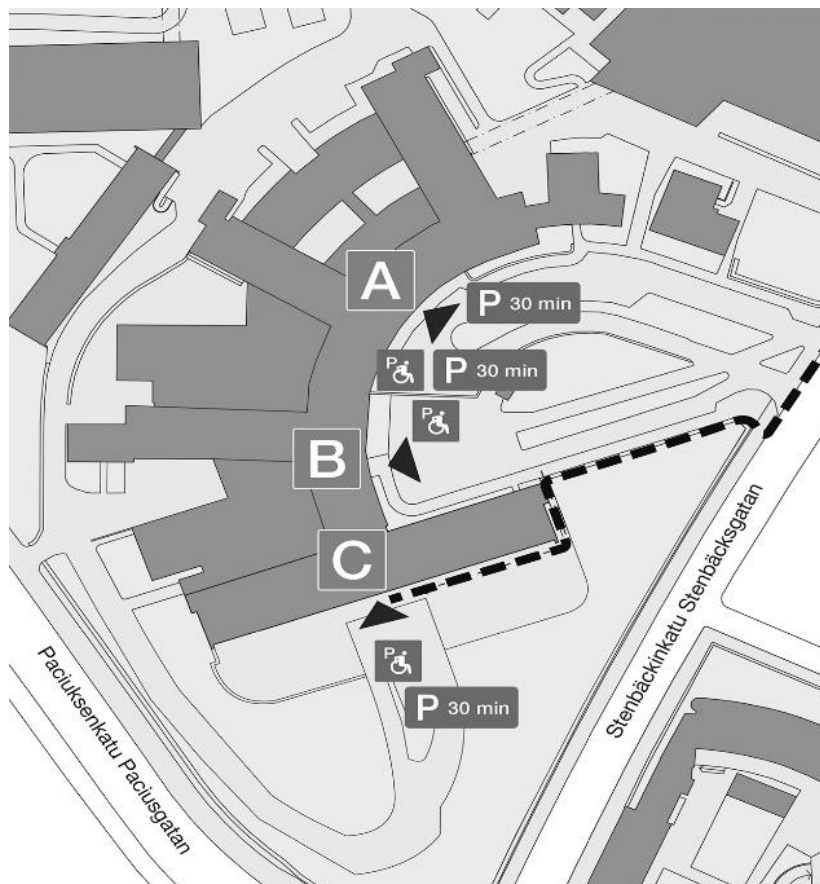 A
P 30 min
P
P 30 min
P
B
C
P
P 30 min
Paciuksenkatu Paciusgatan
Stenbäckinkatu Stenbäcksgatan